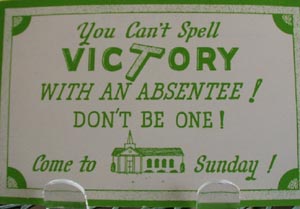 You Can't Spell
VICTORY
WITH AN ABSENTEE!
DON'T BE ONE!
Come to Sunday!